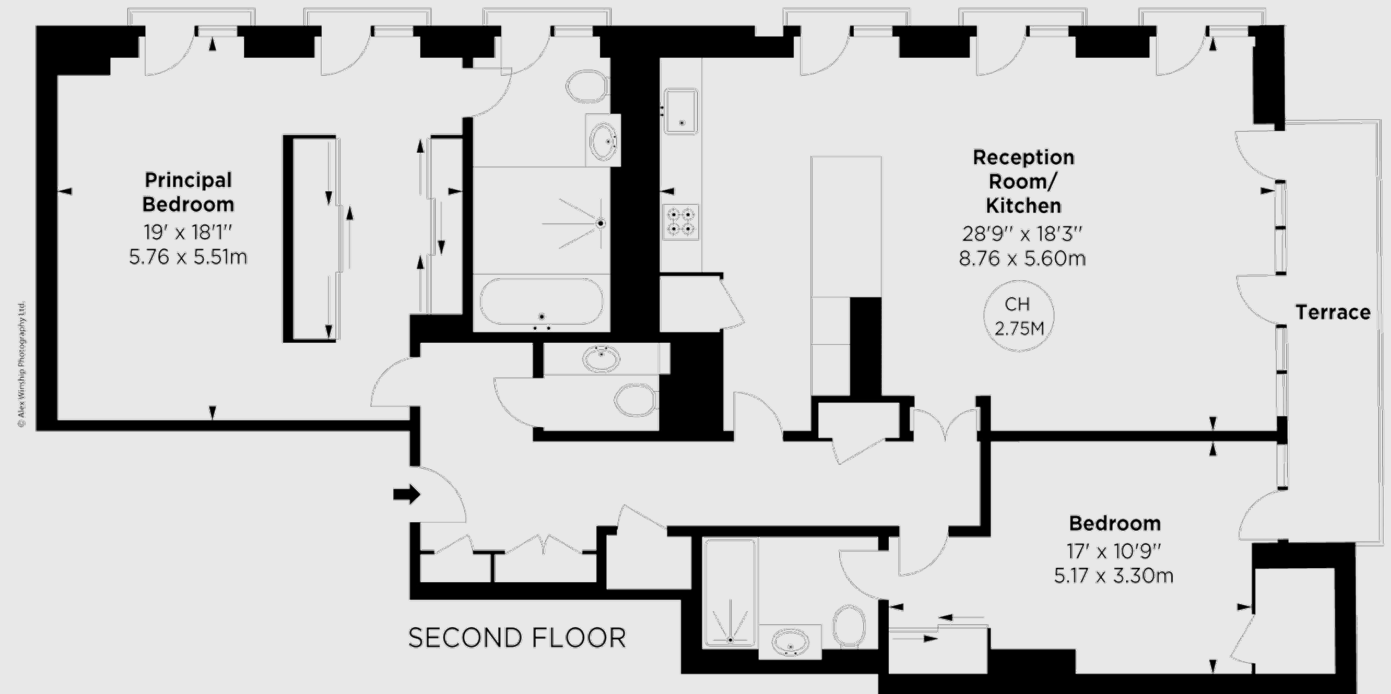 Principal
Bedroom
19' x 18'1''
5.76 x 5.51m
Reception
Room/
Kitchen
28'9'' x 18'3''
8.76 x 5.60m
CH
2.75M
Terrace
Bedroom
17' x 10'9''
5.17 x 3.30m
SECOND FLOOR
© Alex Winship Photography Ltd.